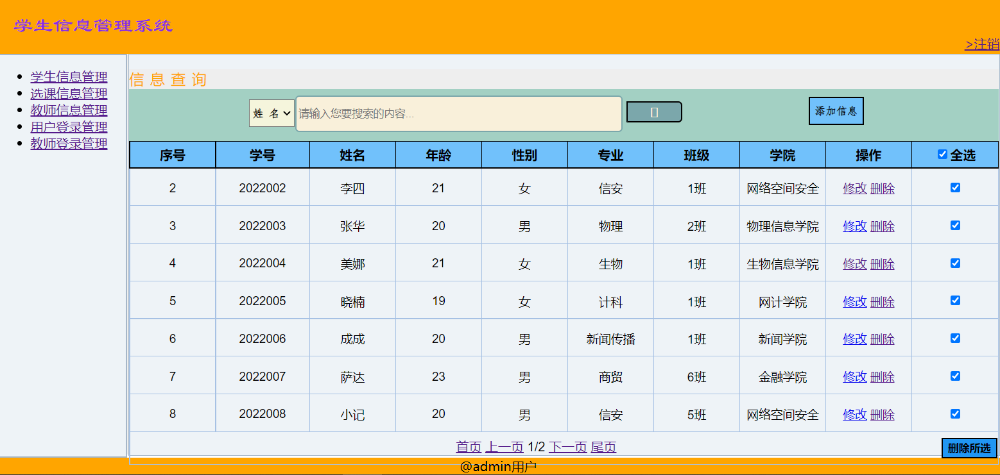 学生信息管理系统
>注销
学生信息管理
选课信息管理
教师信息管理
用户登录管理
教师登录管理
信 息 查 询
姓 名 请输入您要搜索的内容... 添加信息
序号 学号 姓名 年龄 性别 专业 班级 学院 操作 全选
2 2022002 李四 21 女 信安 1班 网络空间安全 修改 删除
3 2022003 张华 20 男 物理 2班 物理信息学院 修改 删除
4 2022004 美娜 21 女 生物 1班 生物信息学院 修改 删除
5 2022005 晓楠 19 女 计科 1班 网计学院 修改 删除
6 2022006 成成 20 男 新闻传播 1班 新闻学院 修改 删除
7 2022007 萨达 23 男 商贸 6班 金融学院 修改 删除
8 2022008 小记 20 男 信安 5班 网络空间安全 修改 删除
首页 上一页 1/2 下一页 尾页 删除所选
@admin用户